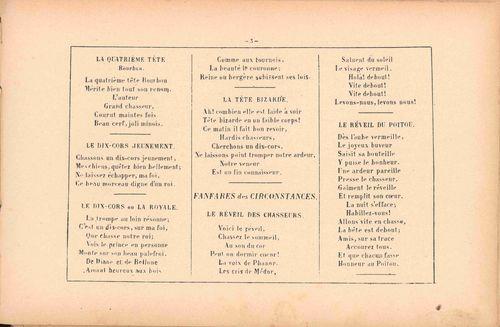 – 3 –
LA QUATRIÈME TÊTE
Bourbon.
La quatrième tête Bourbon
Mérite bien tout son renom.
L'auteur
Grand chasseur,
Courut maintes fois
Beau cerf, joli minois.
LE DIX-CORS JEUNEMENT.
Chassons un dix-cors jeunement,
Mes chiens, quêtez bien bellement;
Ne laissez échapper, ma foi,
Ce beau morceau digne d'un roi.
LE DIX-CORS ou LA ROYALE.
La trompe au loin résonne;
C'est un dix-cors, sur ma foi,
Que chasse notre roi;
Vois le prince en personne
Monte sur son beau palefroi.
De Diane et de Bellone
Amant heureux aux bois
Comme aux tournois,
La beauté le couronne;
Reine ou bergère subissent ses lois.
LA TÊTE BIZARDE.
Ah! combien elle est laide à voir
Tête bizarde en un faible corps!
Ce matin il fait bon revoir,
Hardis chasseurs,
Cherchons un dix-cors.
Ne laissons point tromper notre ardeur,
Notre veneur
Est un fin connaisseur.
FANFARES des CIRCONSTANCES.
LE RÉVEIL DES CHASSEURS.
Voici le réveil,
Chassez le sommeil,
Au son du cor
Peut on dormir encor!
La voix de Phanor,
Les cris de Médor,
Saluent du soleil
Le visage vermeil.
Holà! debout!
Vite debout!
Vite debout!
Levons-nous, levons nous!
LE RÉVEIL DU POITOU.
Dès l'aube vermeille,
Le joyeux buveur
Saisit sa bouteille
Y puise le bonheur.
Une ardeur pareille
Presse le chasseur.
Gaiment le réveille
Et remplit son cœur.
La nuit s'efface;
Habillez-vous!
Allons vite en chasse,
La bête est debout;
Amis, sur sa trace
Accourez tous.
Et que chacun fasse
Honneur au Poitou.